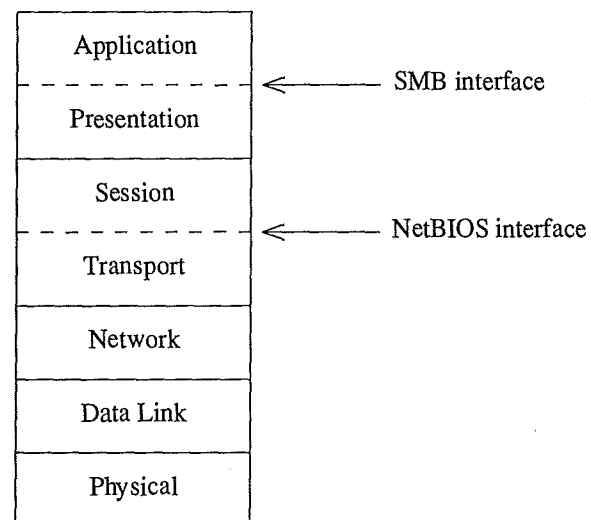 Application
SMB interface
Presentation
Session
NetBIOS interface
Transport
Network
Data Link
Physical